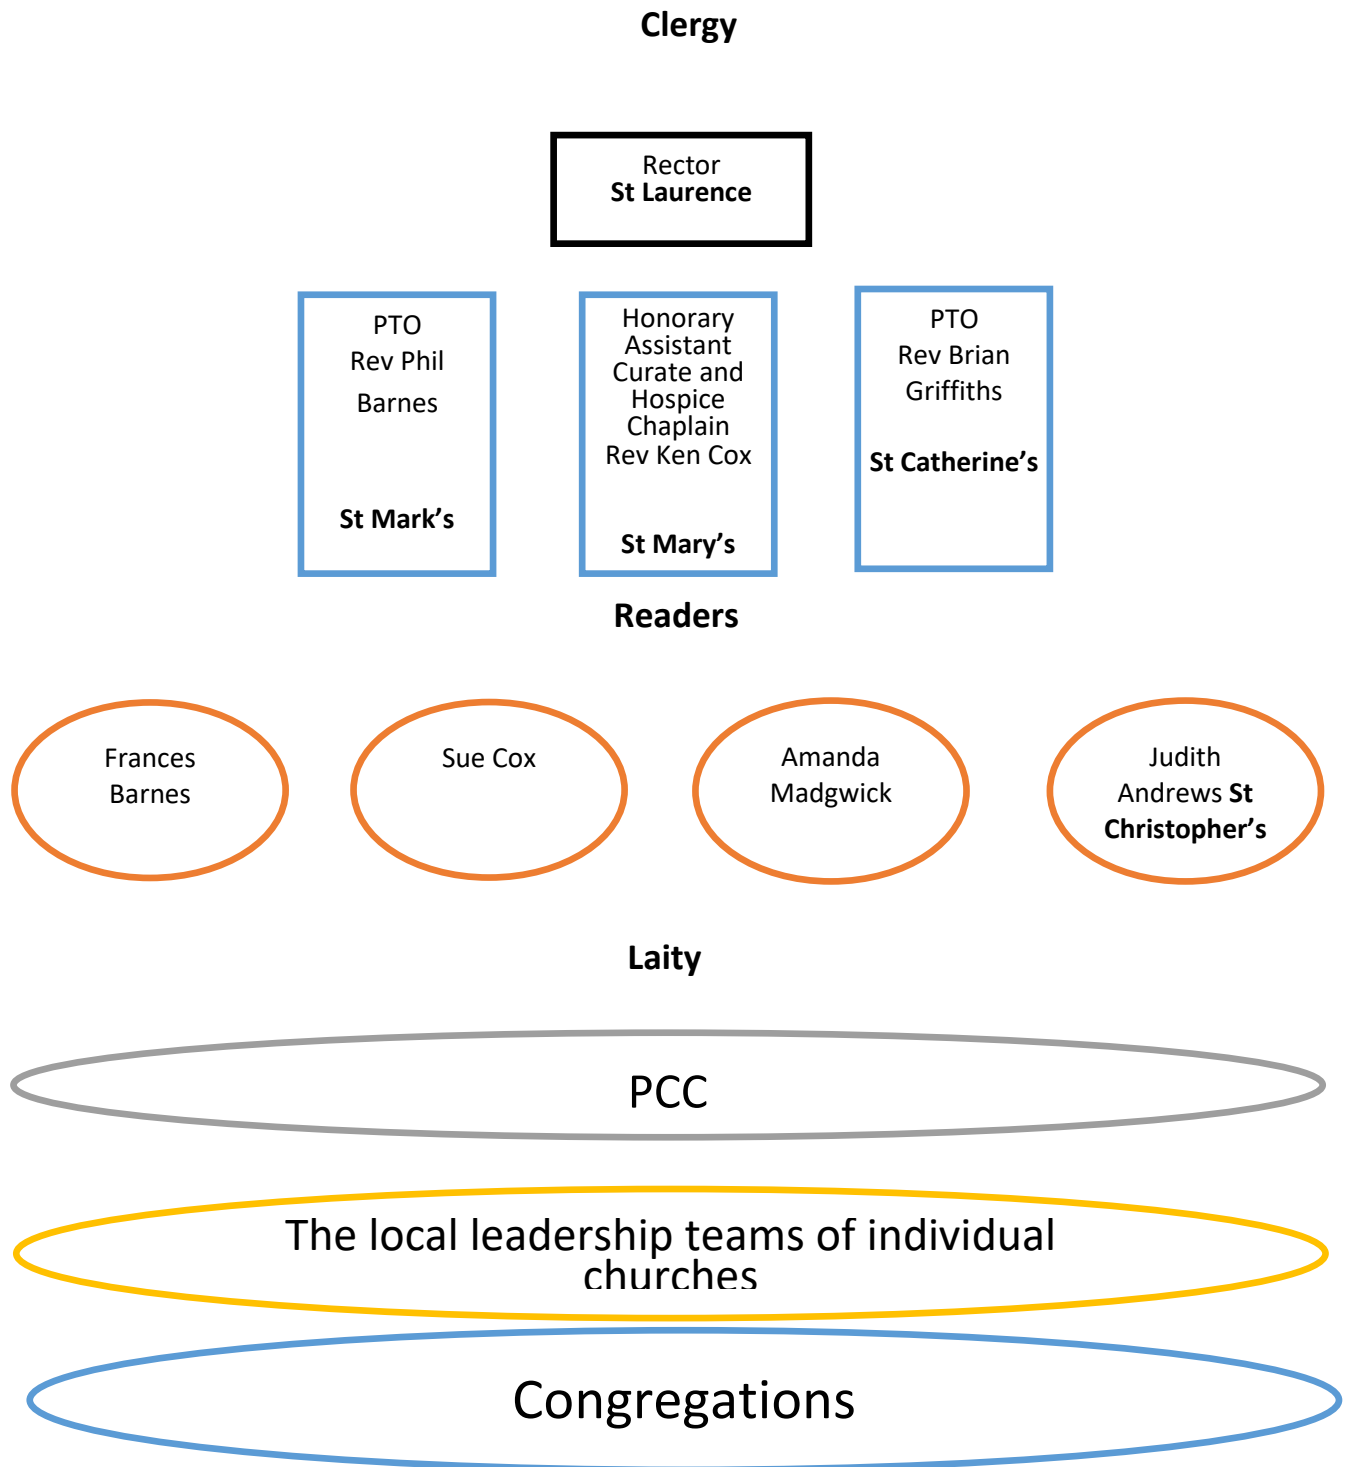 Clergy
Rector
St Laurence
PTO
Rev Phil
Barnes
St Mark’s
Honorary
Assistant
Curate and
Hospice
Chaplain
Rev Ken Cox
St Mary’s
PTO
Rev Brian
Griffiths
St Catherine’s
Readers
Frances
Barnes
Sue Cox
Amanda
Madgwick
Judith
Andrews St
Christopher’s
Laity
PCC
The local leadership teams of individual
churches
Congregations